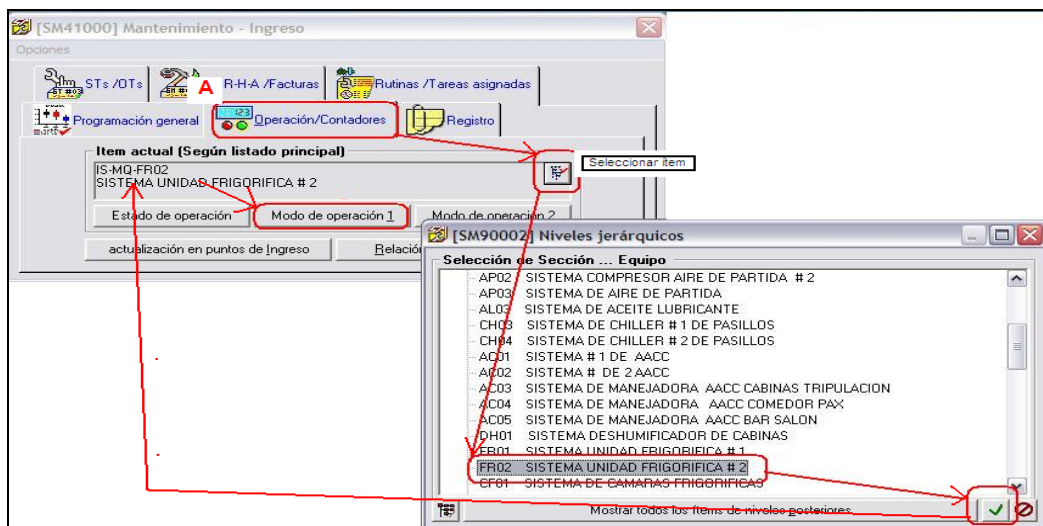 [SM41000] Mantenimiento - Ingreso
Opciones
STs /OTs
A
R-H-A /Facturas
Rutinas /Tareas asignadas
Programación general
Operación/Contadores
Registro
Item actual (Según listado principal)
IS-MQ-FR02
SISTEMA UNIDAD FRIGORIFICA # 2
Seleccionar ítem
Estado de operación
Modo de operación 1
Modo de operación 2
actualización en puntos de Ingreso
[SM90002] Niveles jerárquicos
Selección de Sección ... Equipo
AP02 SISTEMA COMPRESOR AIRE DE PARTIDA # 2
AP03 SISTEMA DE AIRE DE PARTIDA
AL03 SISTEMA DE ACEITE LUBRICANTE
CH03 SISTEMA DE CHILLER # 1 DE PASILLOS
CH04 SISTEMA DE CHILLER # 2 DE PASILLOS
AC01 SISTEMA # 1 DE AACC
AC02 SISTEMA # DE 2 AACC
AC03 SISTEMA DE MANEJADORA AACC CABINAS TRIPULACION
AC04 SISTEMA DE MANEJADORA AACC COMEDOR PAX
AC05 SISTEMA DE MANEJADORA AACC BAR SALON
DH01 SISTEMA DESHUMIFICADOR DE CABINAS
FR01 SISTEMA UNIDAD FRIGORIFICA # 1
FR02 SISTEMA UNIDAD FRIGORIFICA # 2
CF01 SISTEMA DE CAMARAS FRIGORIFICAS
Mostrar todos los ítems de niveles posteriores